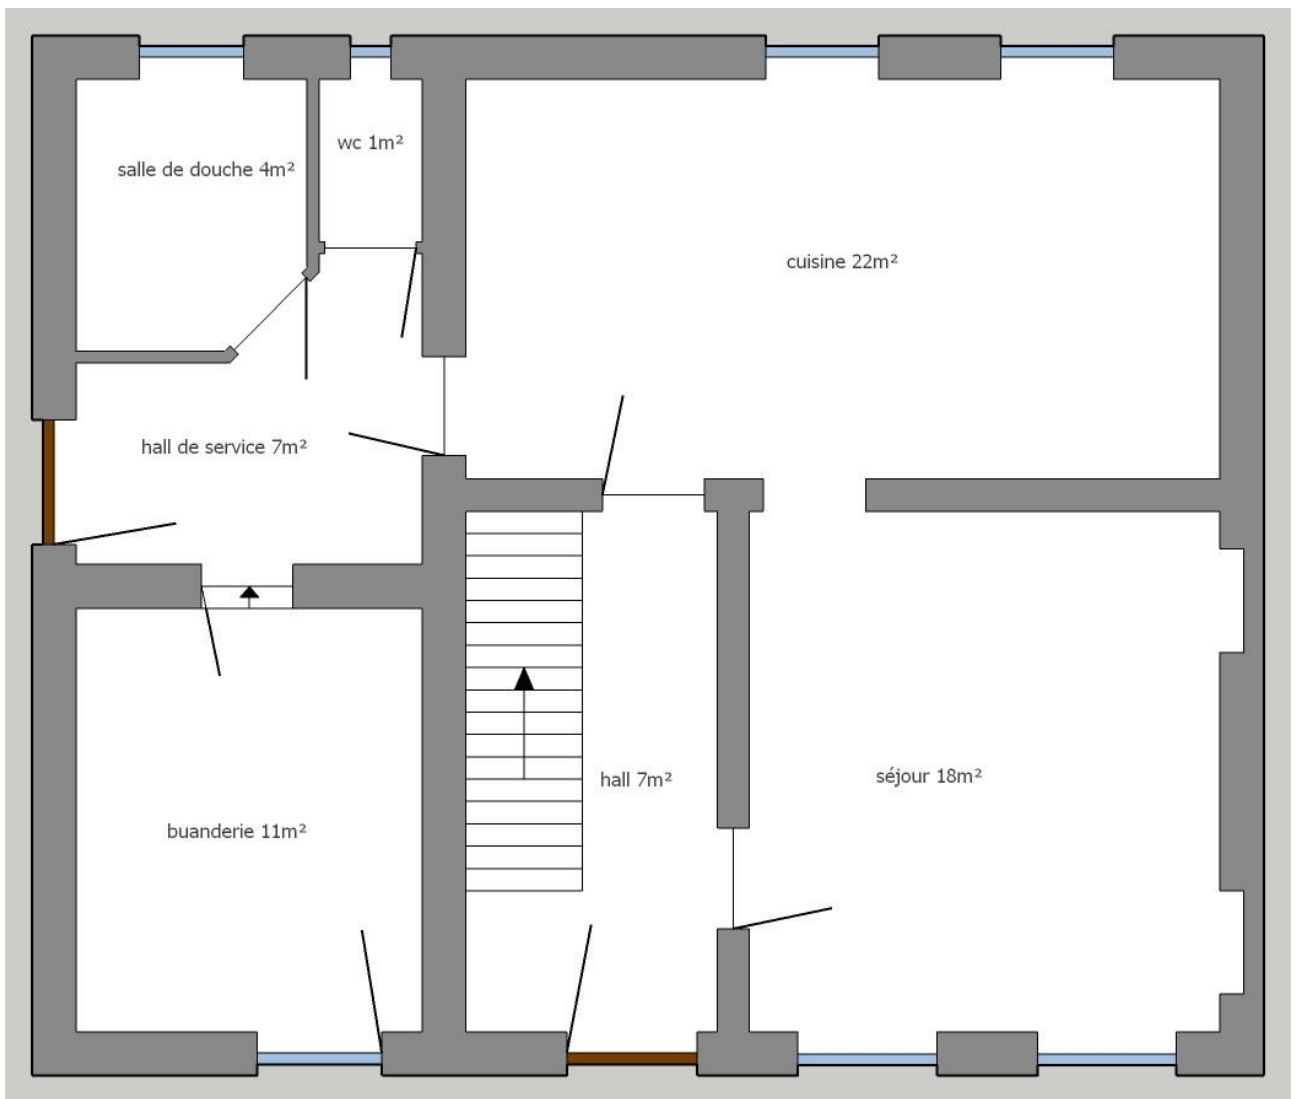 wc 1m²
salle de douche 4m²
cuisine 22m²
hall de service 7m²
hall 7m²
séjour 18m²
buanderie 11m²